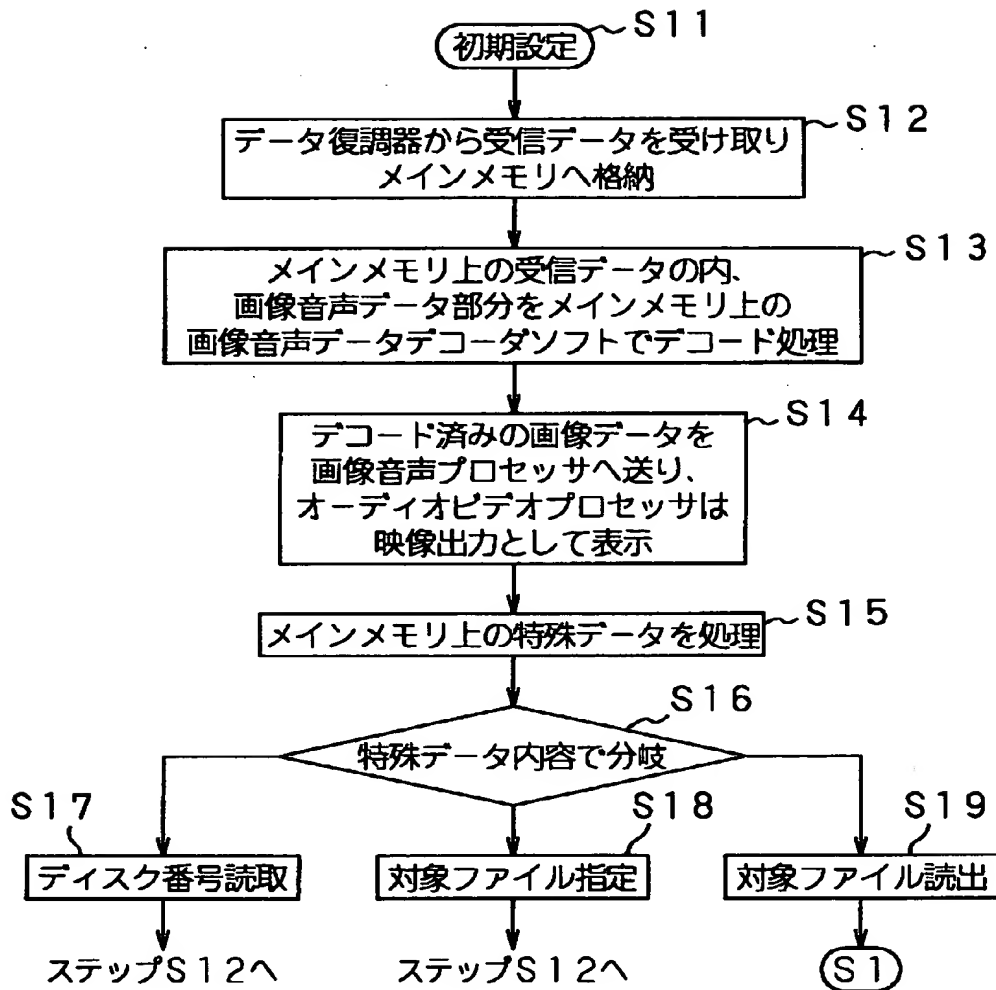 初期設定
S11
データ復調器から受信データを受け取り
メインメモリへ格納
S12
メインメモリ上の受信データの内、
画像音声データ部分をメインメモリ上の
画像音声データデコーダソフトでデコード処理
S13
デコード済みの画像データを
画像音声プロセッサへ送り、
オーディオビデオプロセッサは
映像出力として表示
S14
メインメモリ上の特殊データを処理
S15
特殊データ内容で分岐
S16
S17
ディスク番号読取
ステップS12へ
S18
対象ファイル指定
ステップS12へ
S19
対象ファイル読出
S1